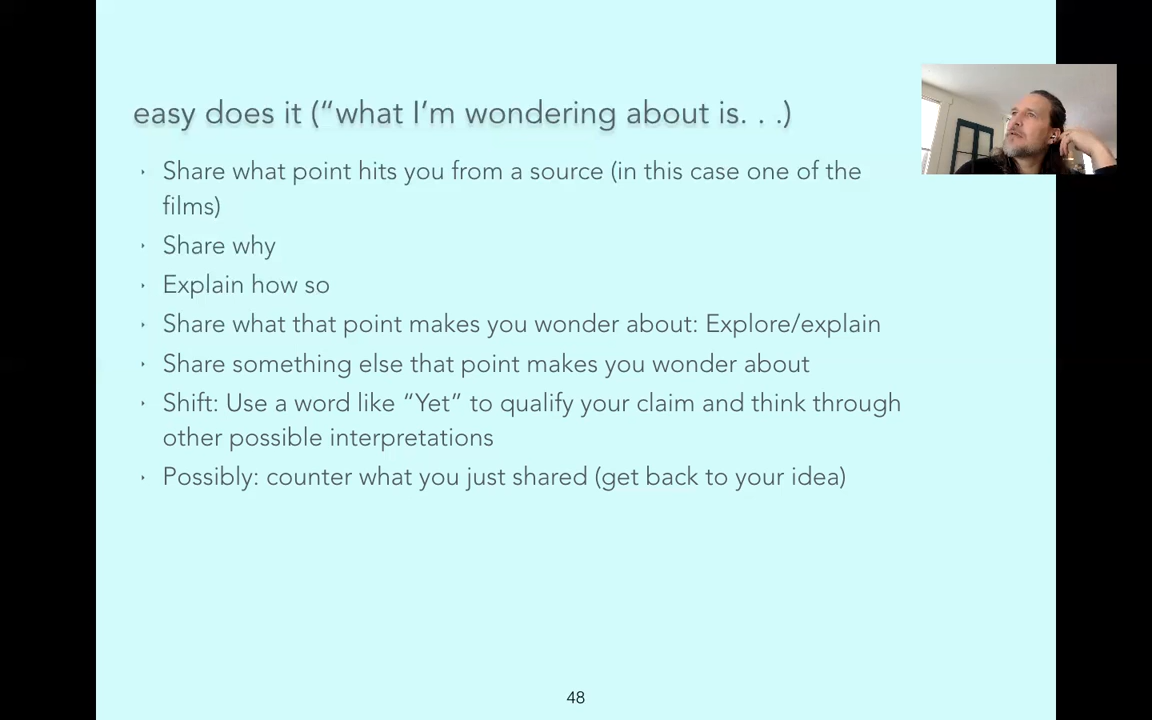 easy does it (“what I’m wondering about is. . .)
Share what point hits you from a source (in this case one of the
films)
Share why
Explain how so
Share what that point makes you wonder about: Explore/explain
Share something else that point makes you wonder about
Shift: Use a word like “Yet” to qualify your claim and think through
other possible interpretations
Possibly: counter what you just shared (get back to your idea)
48